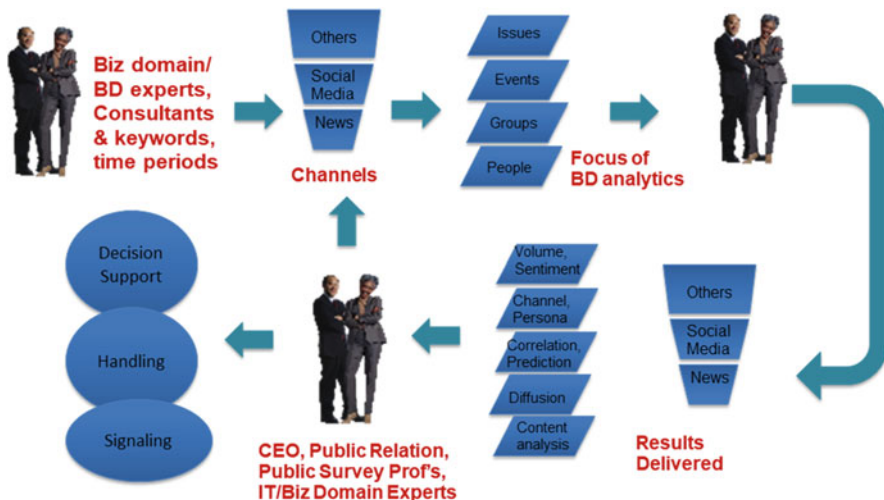 Biz domain/
BD experts,
Consultants
& keywords,
time periods
Others
Social
Media
News
Channels
Issues
Events
Groups
People
Focus of
BD analytics
Decision
Support
Handling
Signaling
CEO, Public Relation,
Public Survey Prof's,
IT/Biz Domain Experts
Volume,
Sentiment
Channel,
Persona
Correlation,
Prediction
Diffusion
Content
analysis
Others
Social
Media
News
Results
Delivered